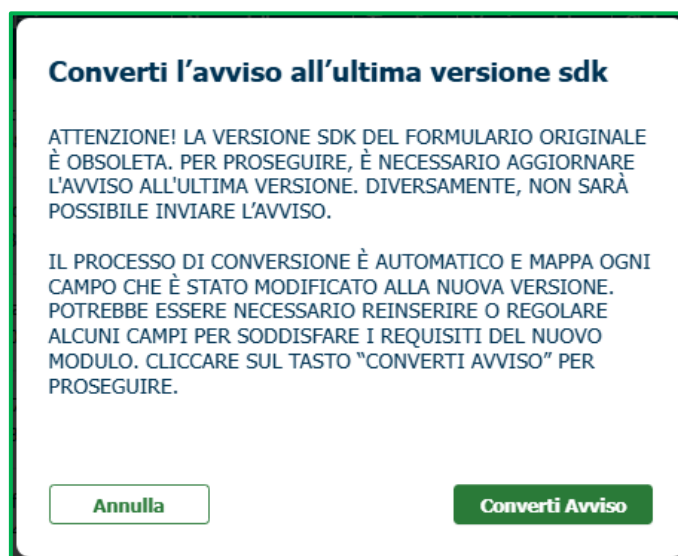 Converti l’avviso all’ultima versione sdk
ATTENZIONE! LA VERSIONE SDK DEL FORMULARIO ORIGINALE
È OBSOLETA. PER PROSEGUIRE, È NECESSARIO AGGIORNARE
L'AVVISO ALL'ULTIMA VERSIONE. DIVERSAMENTE, NON SARÀ
POSSIBILE INVIARE L’AVVISO.
IL PROCESSO DI CONVERSIONE È AUTOMATICO E MAPPA OGNI
CAMPO CHE È STATO MODIFICATO ALLA NUOVA VERSIONE.
POTREBBE ESSERE NECESSARIO REINSERIRE O REGOLARE
ALCUNI CAMPI PER SODDISFARE I REQUISITI DEL NUOVO
MODULO. CLICCARE SUL TASTO “CONVERTI AVVISO” PER
PROSEGUIRE.
Annulla
Converti Avviso